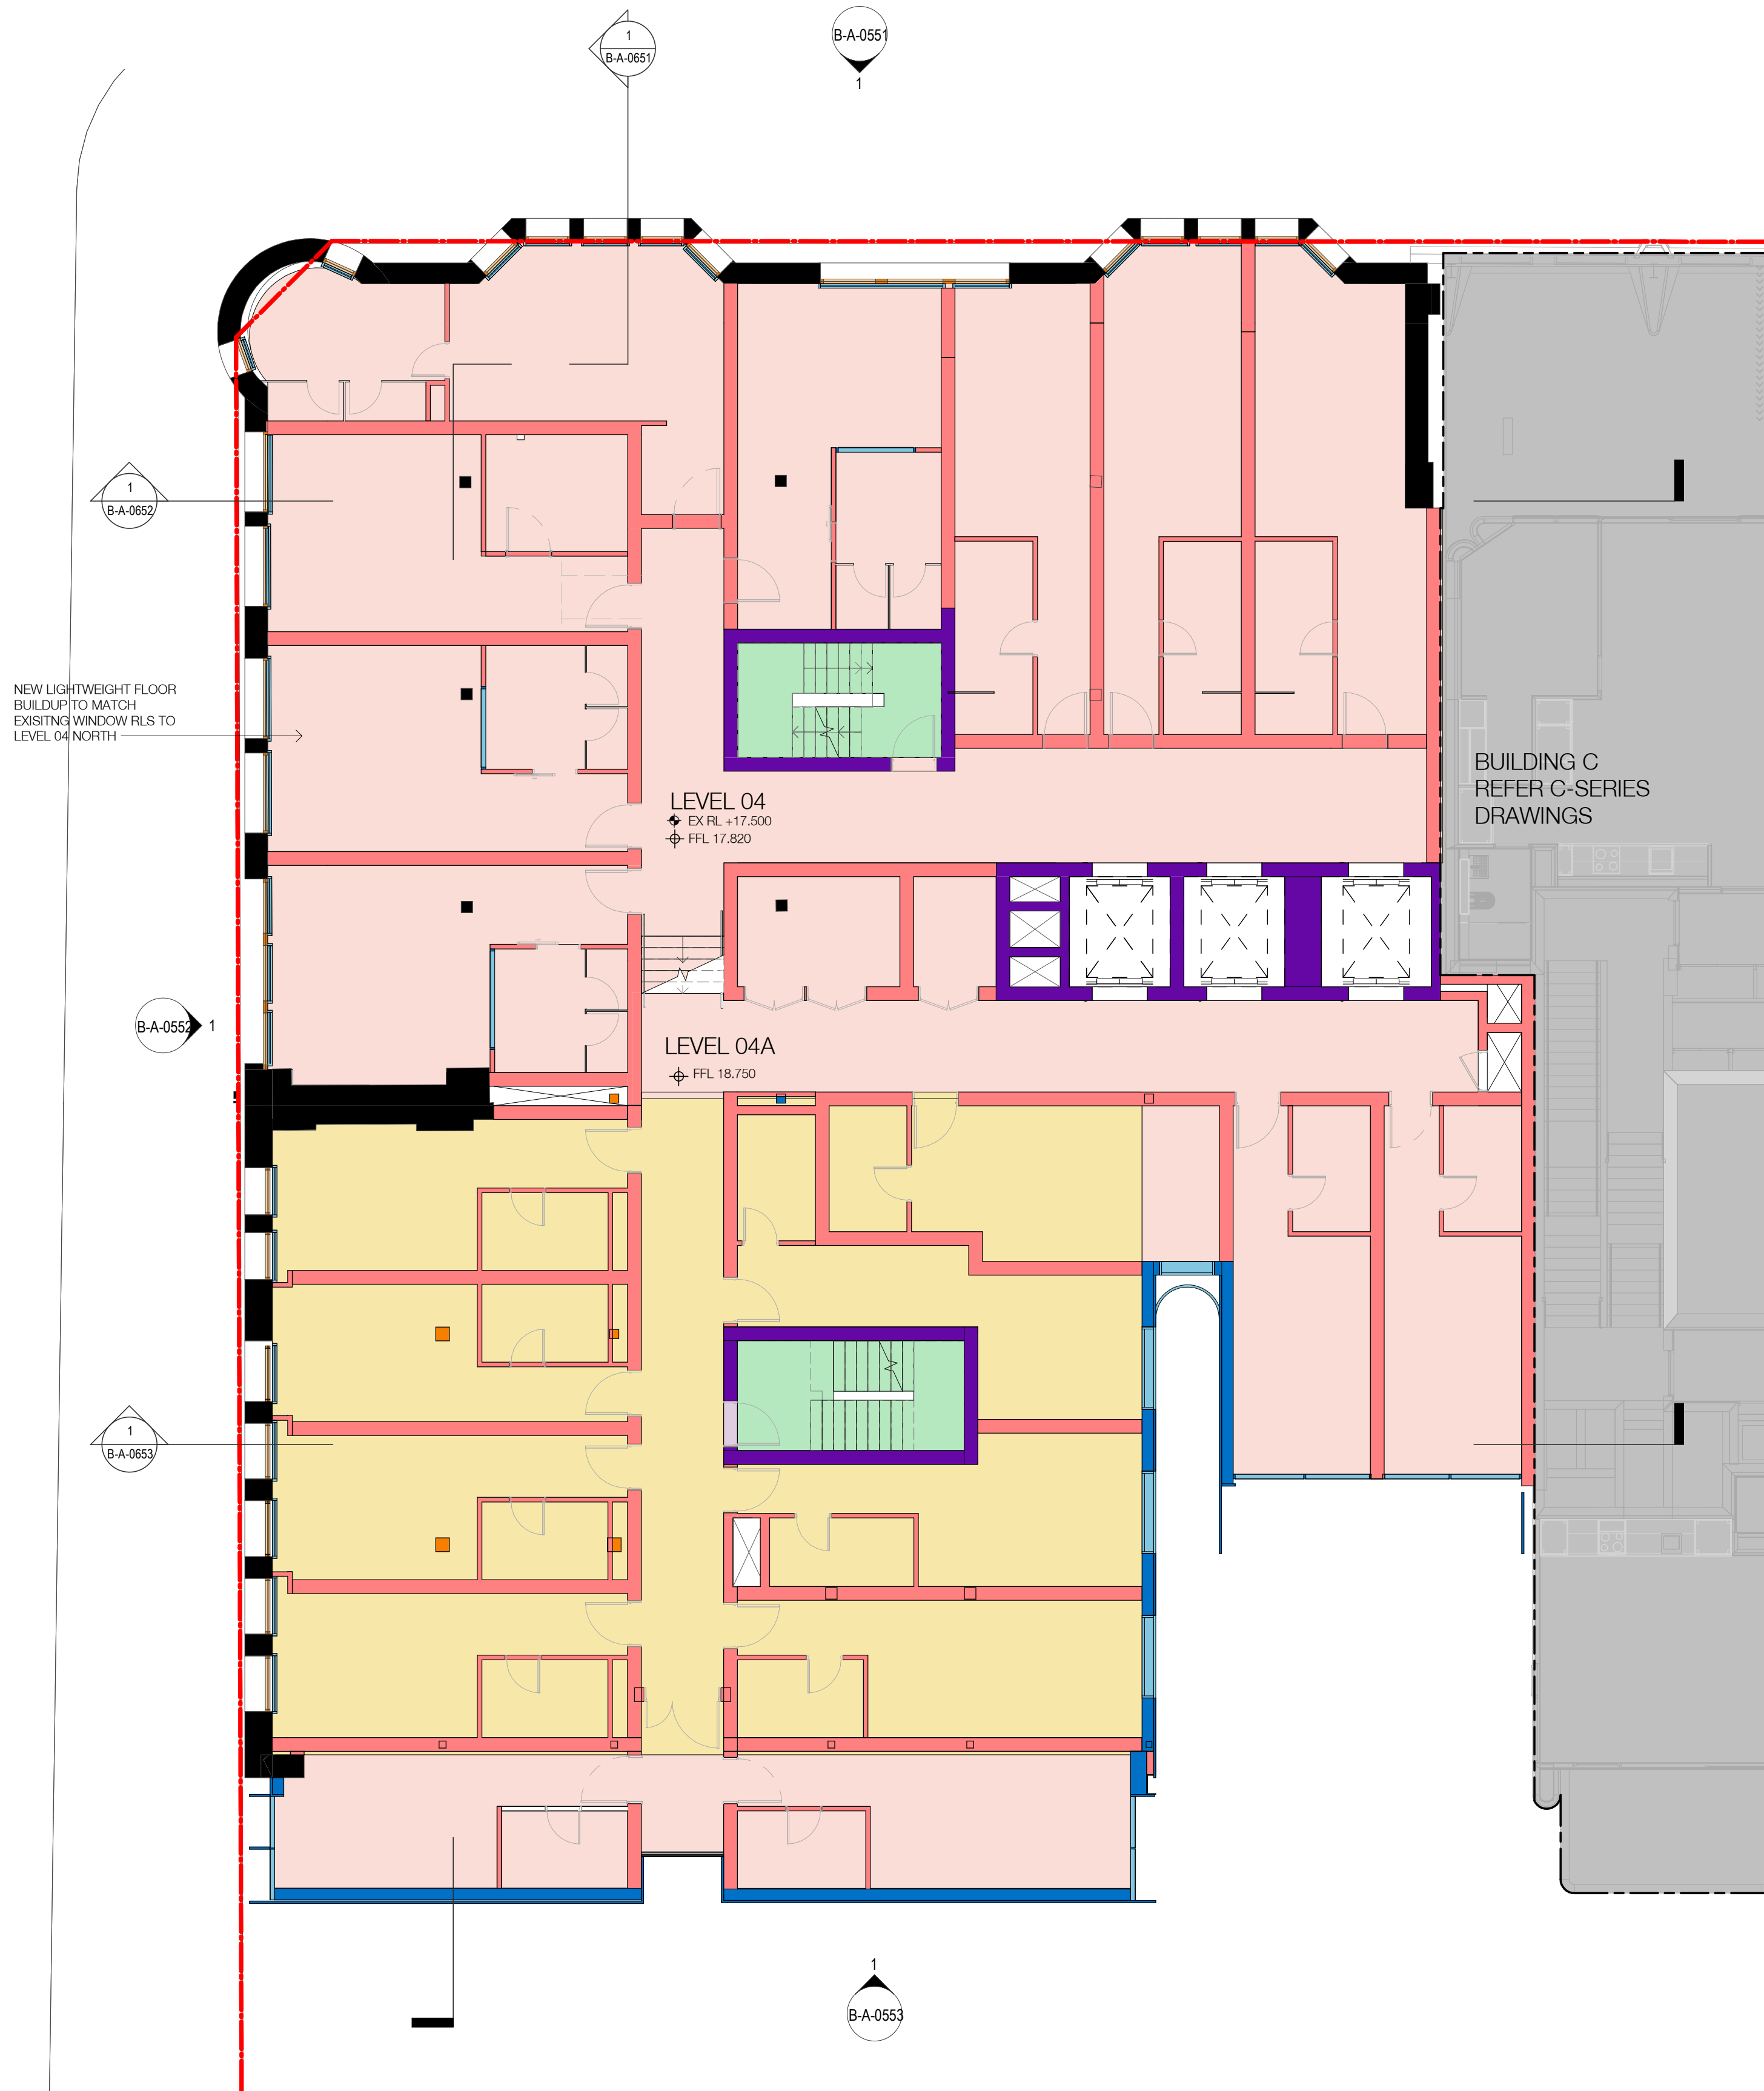 1
B-A-0651
B-A-0551
1
1
B-A-0652
NEW LIGHTWEIGHT FLOOR
BUILDUP TO MATCH
EXISITNG WINDOW RLS TO
LEVEL 04 NORTH
BUILDING C
REFER C-SERIES
DRAWINGS
LEVEL 04
EX RL +17.500
FFL 17.820
B-A-0552
1
LEVEL 04A
FFL 18.750
1
B-A-0653
1
B-A-0553